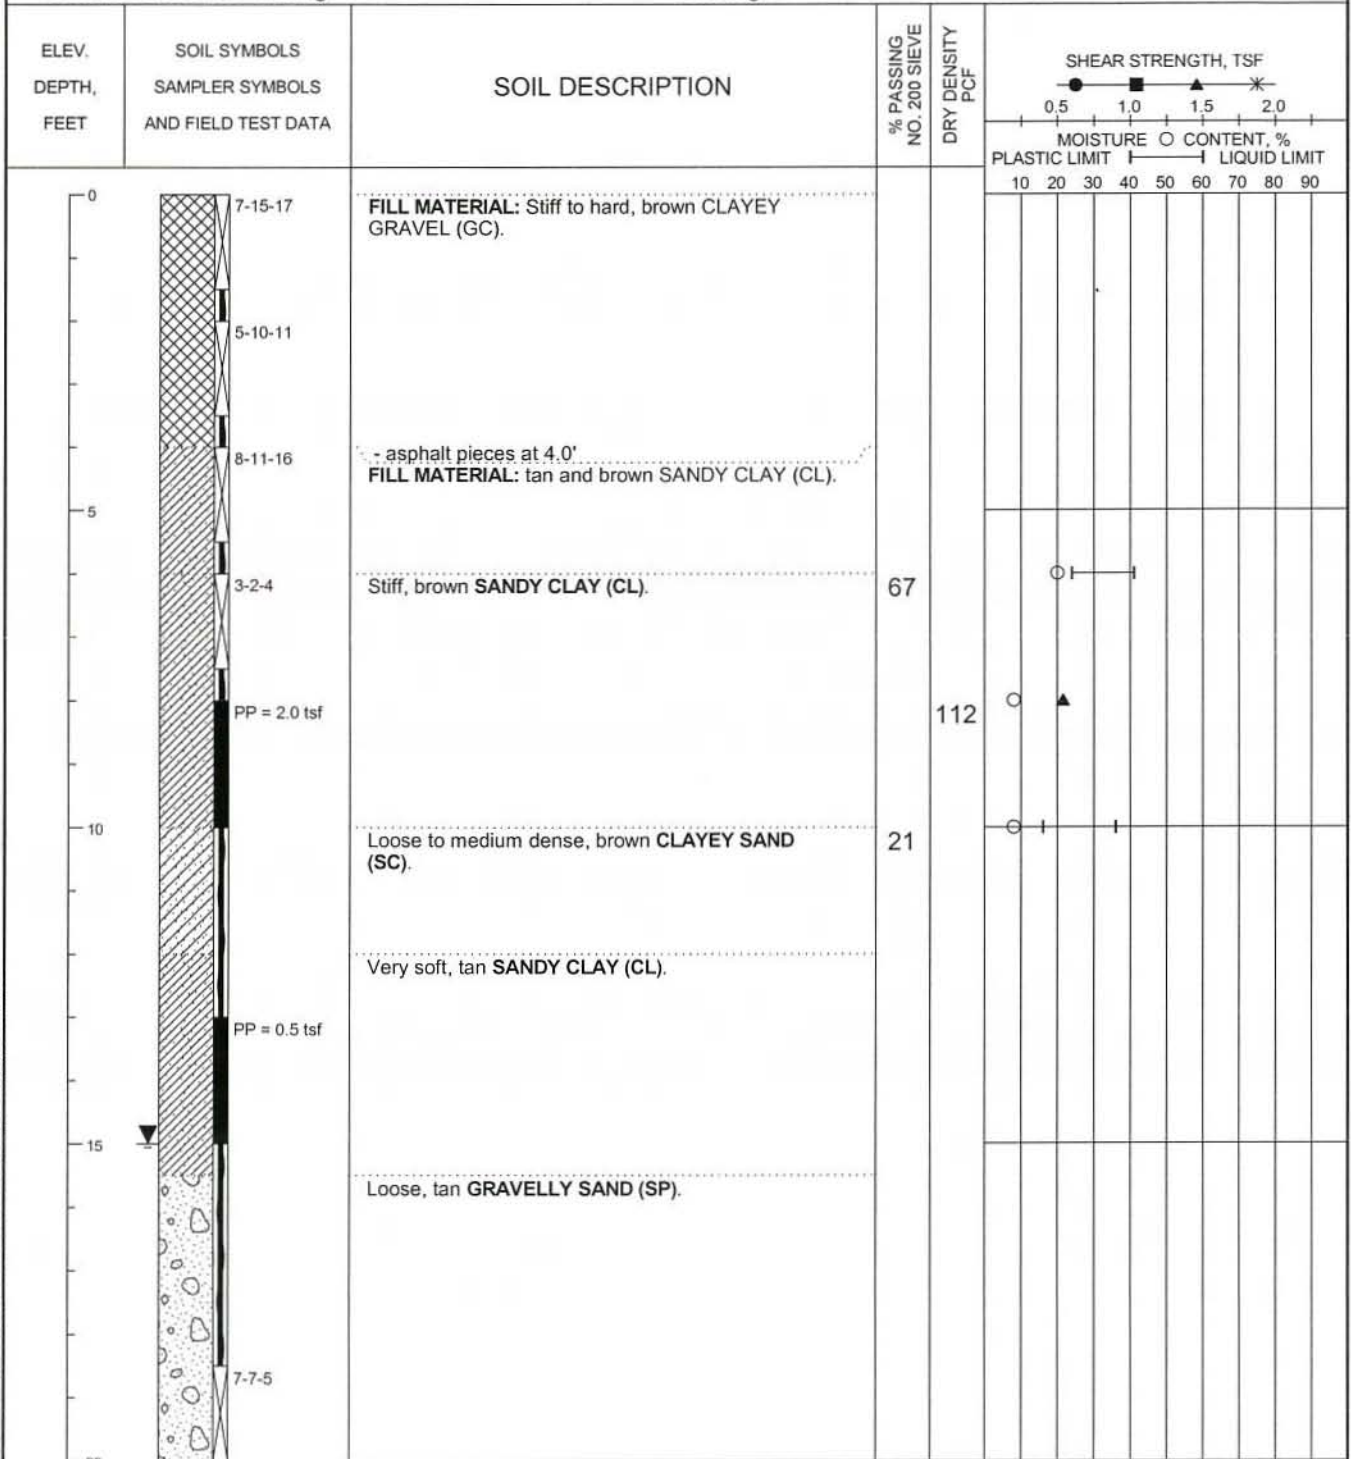 ELEV.
DEPTH,
FEET
SOIL SYMBOLS
SAMPLER SYMBOLS
AND FIELD TEST DATA
SOIL DESCRIPTION
% PASSING
NO. 200 SIEVE
DRY DENSITY
PCF
SHEAR STRENGTH, TSF
0.5 1.0 1.5 2.0
MOISTURE ○ CONTENT, %
PLASTIC LIMIT LIQUID LIMIT
10 20 30 40 50 60 70 80 90
0
7-15-17
FILL MATERIAL: Stiff to hard, brown CLAYEY
GRAVEL (GC).
5-10-11
- asphalt pieces at 4.0'
8-11-16
FILL MATERIAL: tan and brown SANDY CLAY (CL).
5
3-2-4
Stiff, brown SANDY CLAY (CL).
67
PP = 2.0 tsf
112
10
Loose to medium dense, brown CLAYEY SAND
(SC).
21
Very soft, tan SANDY CLAY (CL).
PP = 0.5 tsf
15
Loose, tan GRAVELLY SAND (SP).
7-7-5